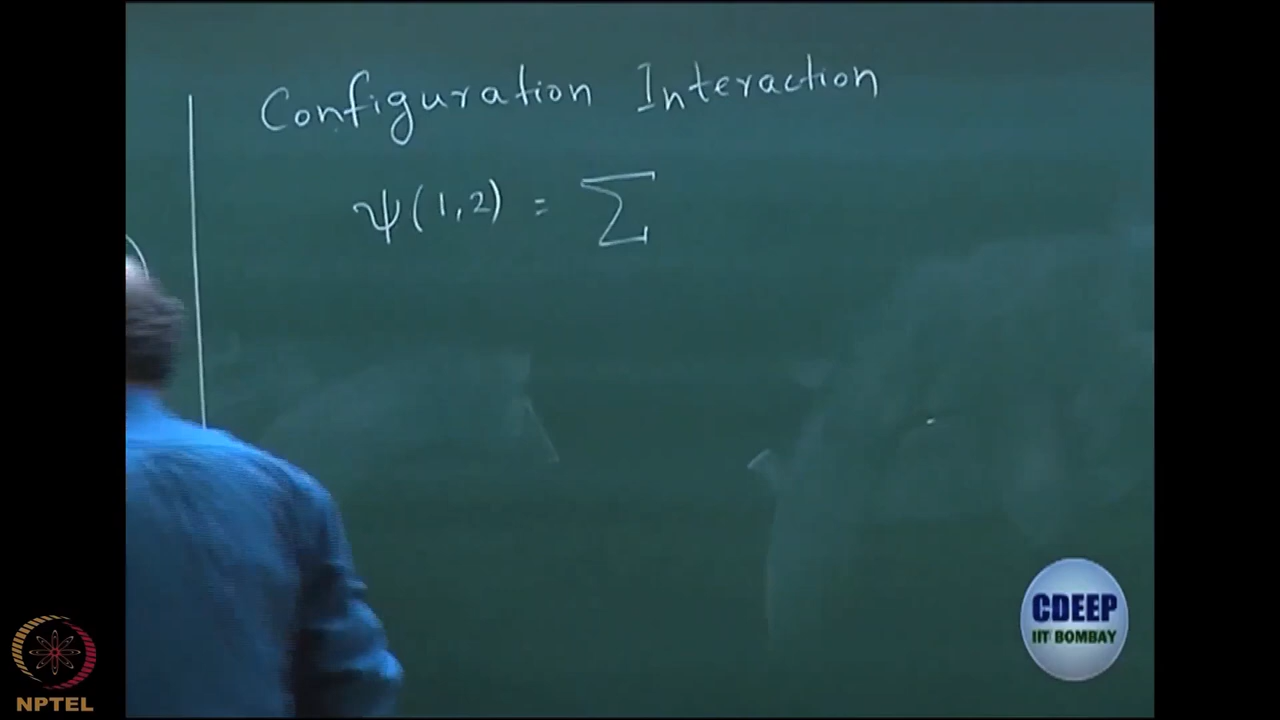 Configuration Interaction
ψ(1,2) = Σ
CDEEP
IIT BOMBAY
NPTEL